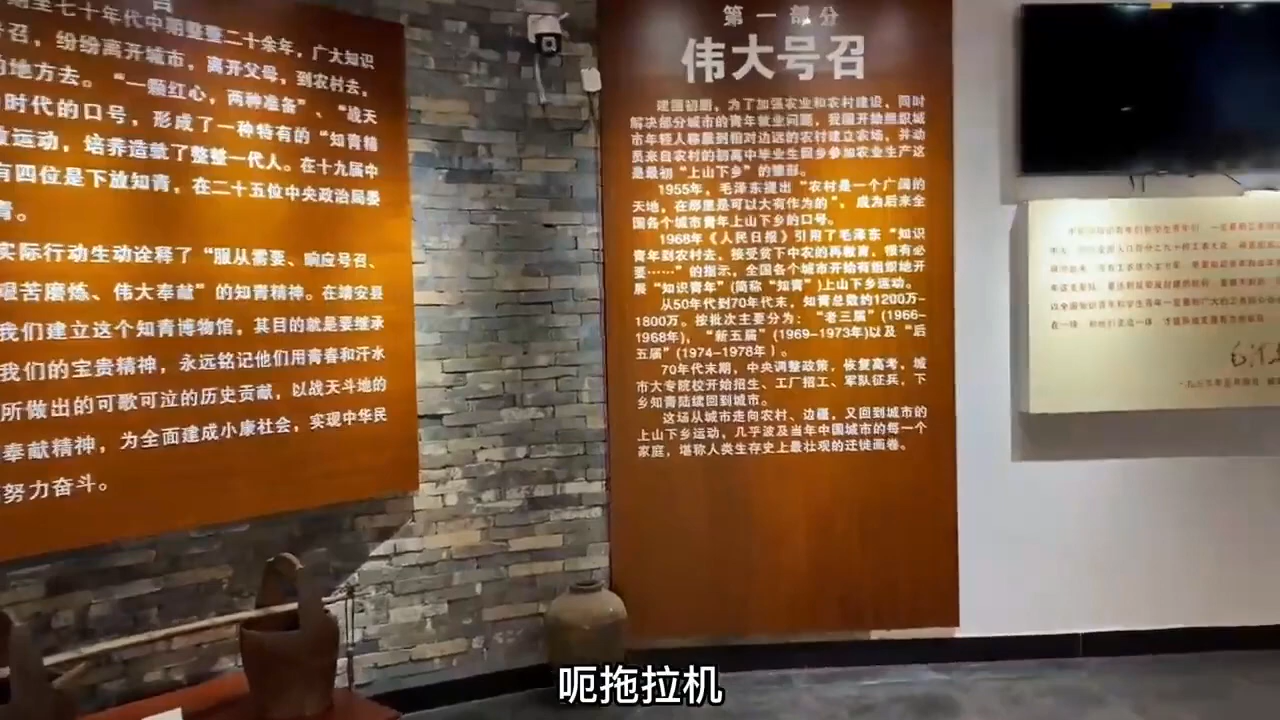 期至七十年代中期整整二十余年，广大知识
号召，纷纷离开城市，离开父母，到农村去，
的地方去。“一颗红心，两种准备”、“战天
时代的口号，形成了一种特有的“知青精
运动，培养造就了整整一代人。在十九届中
有四位是下放知青，在二十五位中央政治局委
青。
实际行动生动诠释了“服从需要、响应号召、
艰苦磨炼、伟大奉献”的知青精神。在靖安县
我们建立这个知青博物馆，其目的就是要继承
我们的宝贵精神，永远铭记他们用青春和汗水
所做出的可歌可泣的历史贡献，以战天斗地的
奉献精神，为全面建成小康社会，实现中华民
努力奋斗。
第一部分
伟大号召
建国初期，为了加强农业和农村建设，同时
解决部分城市的青年就业问题，我国开始组织城
市年轻人移居到相对边远的农村建立农场，并动
员来自农村的初高中毕业生回乡参加农业生产这
是最初“上山下乡”的雏形。
1955年，毛泽东提出“农村是一个广阔的
天地，在那里是可以大有作为的”，成为后来全
国各个城市青年上山下乡的口号。
1968年《人民日报》引用了毛泽东“知识
青年到农村去，接受贫下中农的再教育，很有必
要……”的指示，全国各个城市开始有组织地开
展“知识青年”(简称“知青”)上山下乡运动。
从50年代到70年代末，知青总数约1200万-
1800万。按批次主要分为：“老三届”(1966-
1968年)，“新五届”(1969-1973年)以及“后
五届”(1974-1978年)。
70年代末期，中央调整政策，恢复高考，城
市大专院校开始招生、工厂招工、军队征兵，下
乡知青陆续回到城市。
这场从城市走向农村、边疆，又回到城市的
上山下乡运动，几乎波及当年中国城市的每一个
家庭，堪称人类生存史上最壮观的迁徙画卷。
呃拖拉机